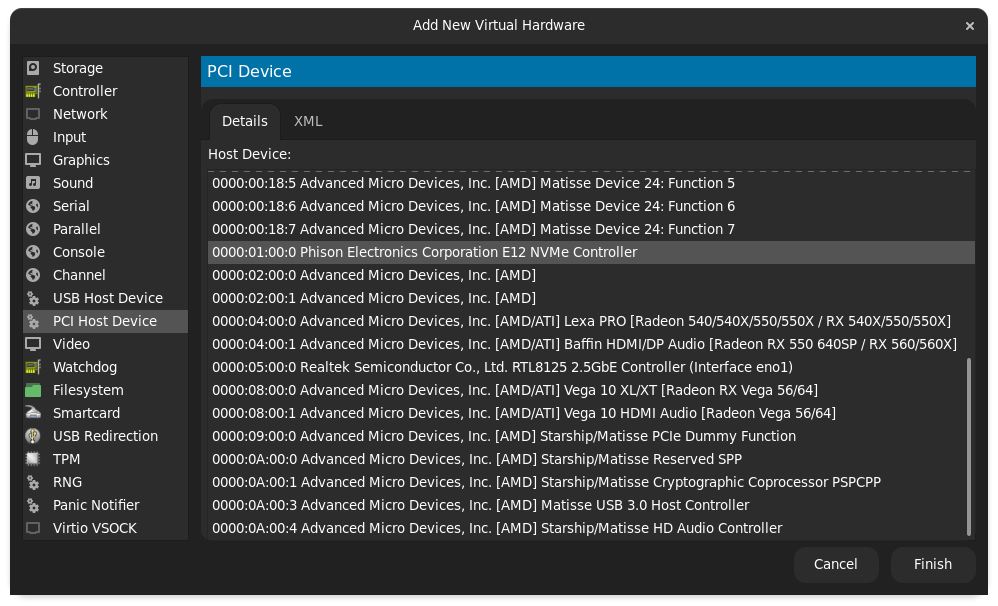 Add New Virtual Hardware
Storage
Controller
Network
Input
Graphics
Sound
Serial
Parallel
Console
Channel
USB Host Device
PCI Host Device
Video
Watchdog
Filesystem
Smartcard
USB Redirection
TPM
RNG
Panic Notifier
Virtio VSOCK
PCI Device
Details XML
Host Device:
0000:00:18:5 Advanced Micro Devices, Inc. [AMD] Matisse Device 24: Function 5
0000:00:18:6 Advanced Micro Devices, Inc. [AMD] Matisse Device 24: Function 6
0000:00:18:7 Advanced Micro Devices, Inc. [AMD] Matisse Device 24: Function 7
0000:01:00:0 Phison Electronics Corporation E12 NVMe Controller
0000:02:00:0 Advanced Micro Devices, Inc. [AMD]
0000:02:00:1 Advanced Micro Devices, Inc. [AMD]
0000:04:00:0 Advanced Micro Devices, Inc. [AMD/ATI] Lexa PRO [Radeon 540/540X/550/550X / RX 540X/550/550X]
0000:04:00:1 Advanced Micro Devices, Inc. [AMD/ATI] Baffin HDMI/DP Audio [Radeon RX 550 640SP / RX 560/560X]
0000:05:00:0 Realtek Semiconductor Co., Ltd. RTL8125 2.5GbE Controller (Interface eno1)
0000:08:00:0 Advanced Micro Devices, Inc. [AMD/ATI] Vega 10 XL/XT [Radeon RX Vega 56/64]
0000:08:00:1 Advanced Micro Devices, Inc. [AMD/ATI] Vega 10 HDMI Audio [Radeon Vega 56/64]
0000:09:00:0 Advanced Micro Devices, Inc. [AMD] Starship/Matisse PCIe Dummy Function
0000:0A:00:0 Advanced Micro Devices, Inc. [AMD] Starship/Matisse Reserved SPP
0000:0A:00:1 Advanced Micro Devices, Inc. [AMD] Starship/Matisse Cryptographic Coprocessor PSPCPP
0000:0A:00:3 Advanced Micro Devices, Inc. [AMD] Matisse USB 3.0 Host Controller
0000:0A:00:4 Advanced Micro Devices, Inc. [AMD] Starship/Matisse HD Audio Controller
Cancel Finish